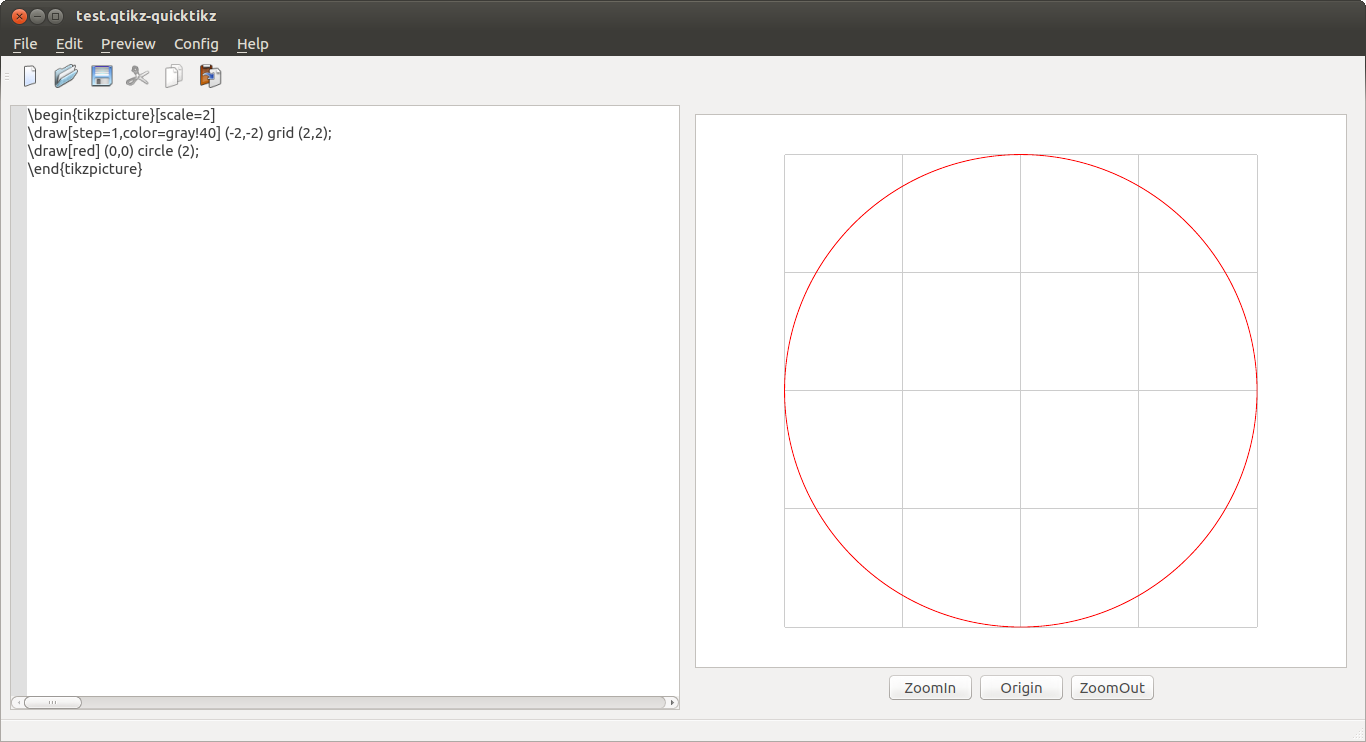 test.qtikz-quicktikz
File Edit Preview Config Help
\begin{tikzpicture}[scale=2]
\draw[step=1,color=gray!40] (-2,-2) grid (2,2);
\draw[red] (0,0) circle (2);
\end{tikzpicture}
ZoomIn Origin ZoomOut